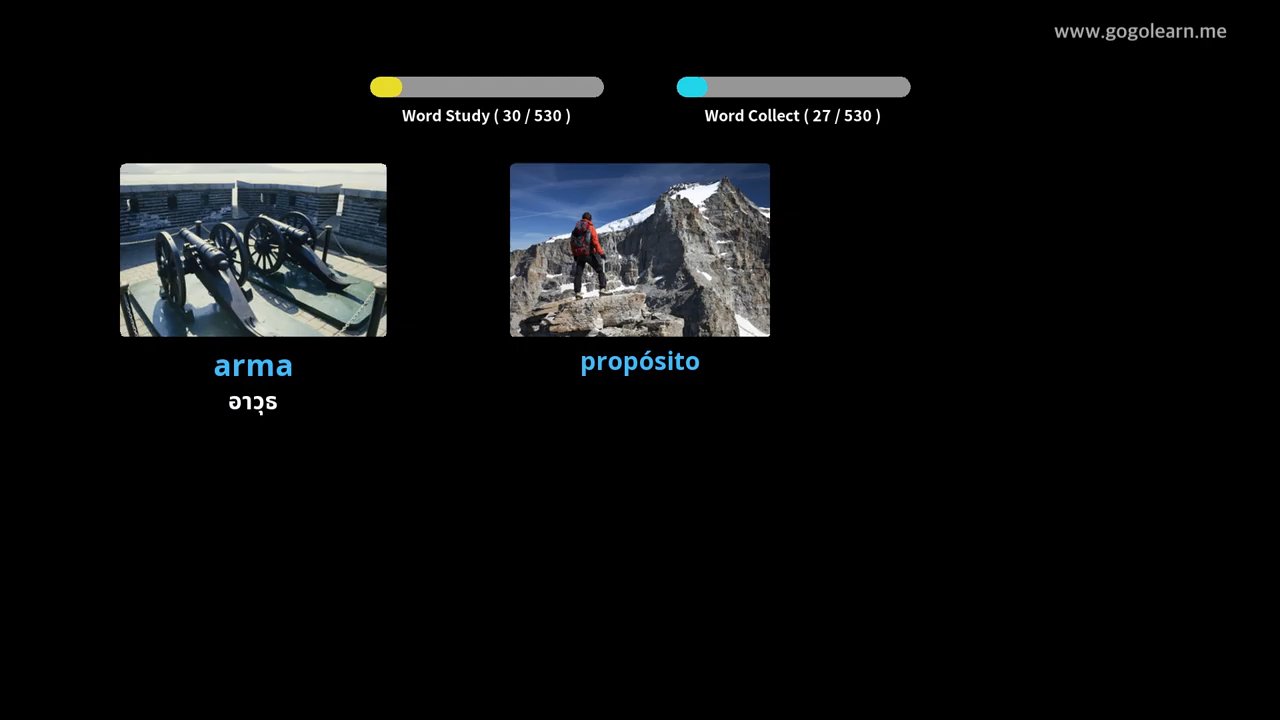 www.gogolearn.me
Word Study ( 30 / 530 )
Word Collect ( 27 / 530 )
arma
อาวุธ
propósito